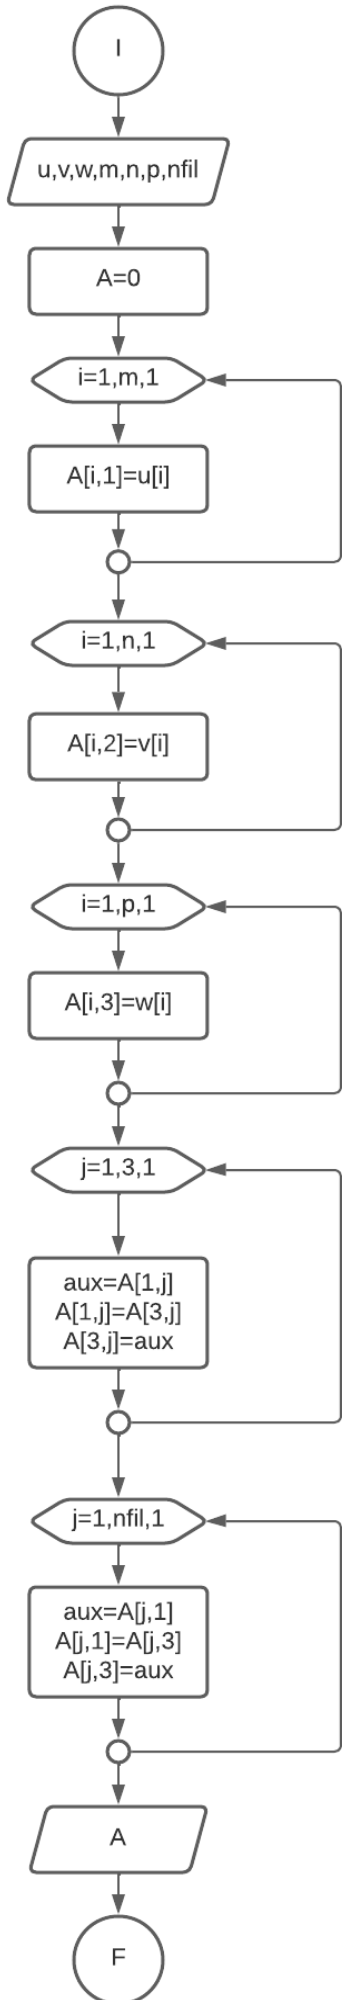 I
u,v,w,m,n,p,nfil
A=0
i=1,m,1
A[i,1]=u[i]
i=1,n,1
A[i,2]=v[i]
i=1,p,1
A[i,3]=w[i]
j=1,3,1
aux=A[1,j]
A[1,j]=A[3,j]
A[3,j]=aux
j=1,nfil,1
aux=A[j,1]
A[j,1]=A[j,3]
A[j,3]=aux
A
F